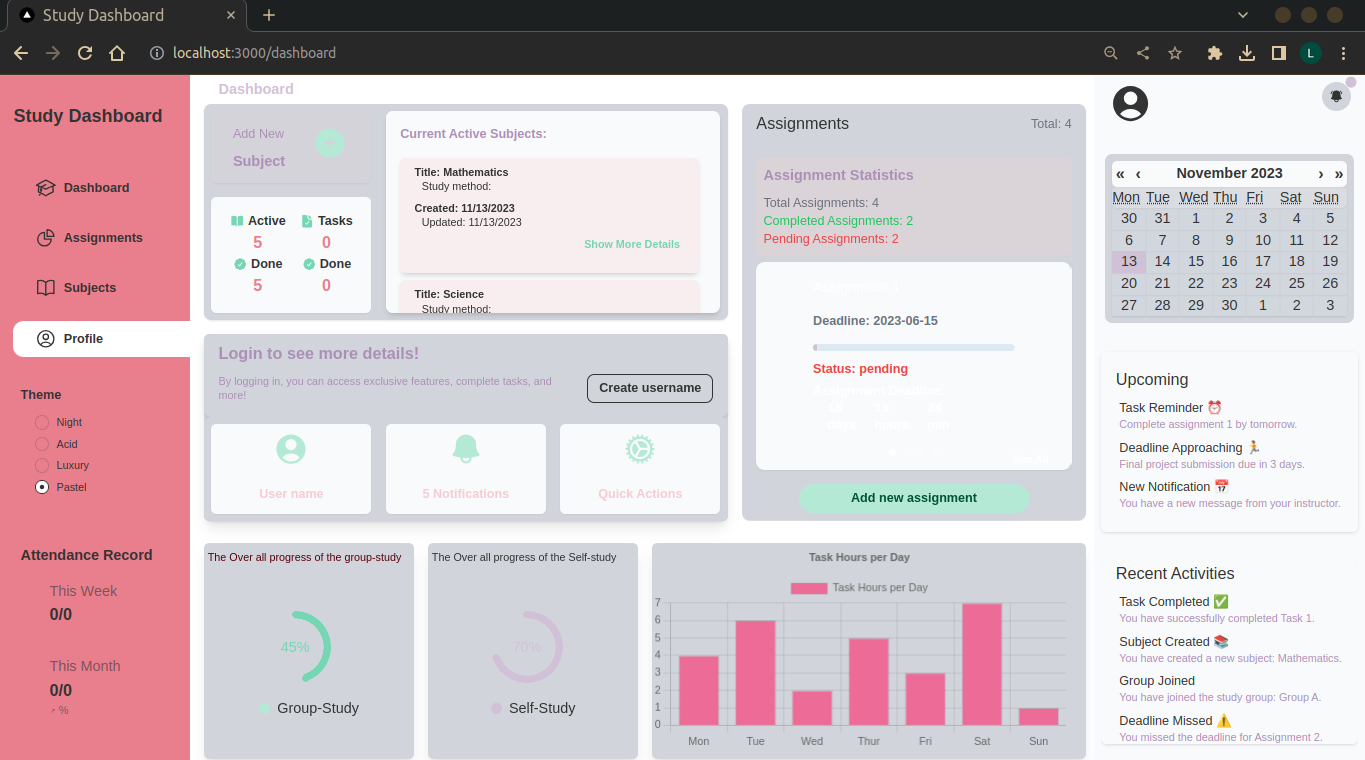 Study Dashboard
localhost:3000/dashboard
L
Study Dashboard
Dashboard
Assignments
Subjects
Profile
Theme
Night
Acid
Luxury
Pastel
Attendance Record
This Week
0/0
This Month
0/0
%
Dashboard
Add New
Subject
Active
5
Tasks
0
Done
5
Done
0
Current Active Subjects:
Title: Mathematics
Study method:
Created: 11/13/2023
Updated: 11/13/2023
Show More Details
Title: Science
Study method:
Login to see more details!
By logging in, you can access exclusive features, complete tasks, and
more!
Create username
User name
5 Notifications
Quick Actions
Assignments
Total: 4
Assignment Statistics
Total Assignments: 4
Completed Assignments: 2
Pending Assignments: 2
Assignment 1
Deadline: 2023-06-15
Status: pending
Assignment Deadline:
days hours min
Add new assignment
The Over all progress of the group-study
45%
Group-Study
The Over all progress of the Self-study
70%
Self-Study
Task Hours per Day
Task Hours per Day
7
6
5
4
3
2
1
0
Mon Tue Wed Thur Fri Sat Sun
« ‹ November 2023 › »
Mon Tue Wed Thu Fri Sat Sun
30 31 1 2 3 4 5
6 7 8 9 10 11 12
13 14 15 16 17 18 19
20 21 22 23 24 25 26
27 28 29 30 1 2 3
Upcoming
Task Reminder ⏰
Complete assignment 1 by tomorrow.
Deadline Approaching 🏃
Final project submission due in 3 days.
New Notification 📅
You have a new message from your instructor.
Recent Activities
Task Completed ✅
You have successfully completed Task 1.
Subject Created 📚
You have created a new subject: Mathematics.
Group Joined
You have joined the study group: Group A.
Deadline Missed ⚠️
You missed the deadline for Assignment 2.